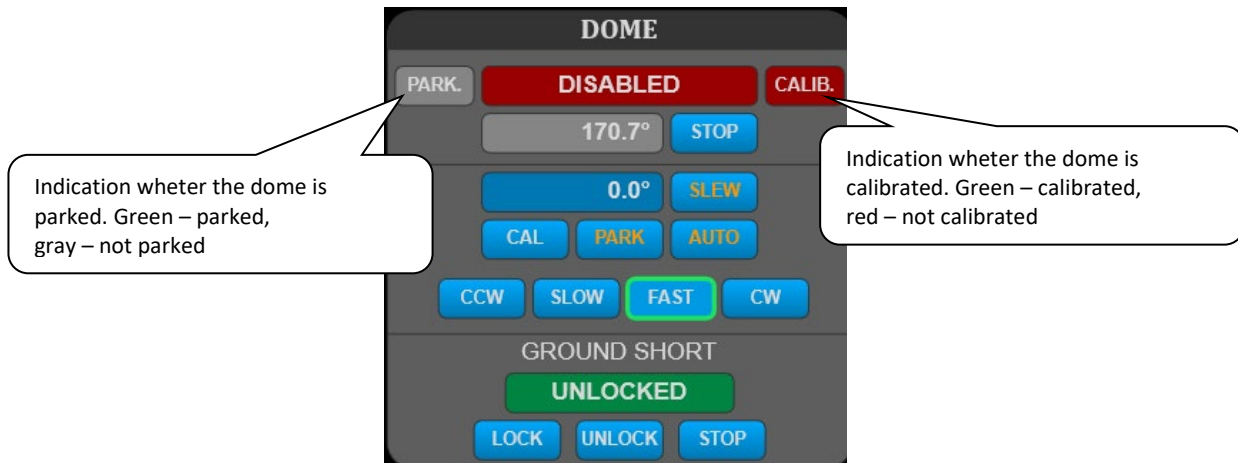 DOME
PARK. DISABLED CALIB.
170.7° STOP
Indication wheter the dome is
parked. Green – parked,
gray – not parked
Indication wheter the dome is
calibrated. Green – calibrated,
red – not calibrated
0.0° SLEW
CAL PARK AUTO
CCW SLOW FAST CW
GROUND SHORT
UNLOCKED
LOCK UNLOCK STOP